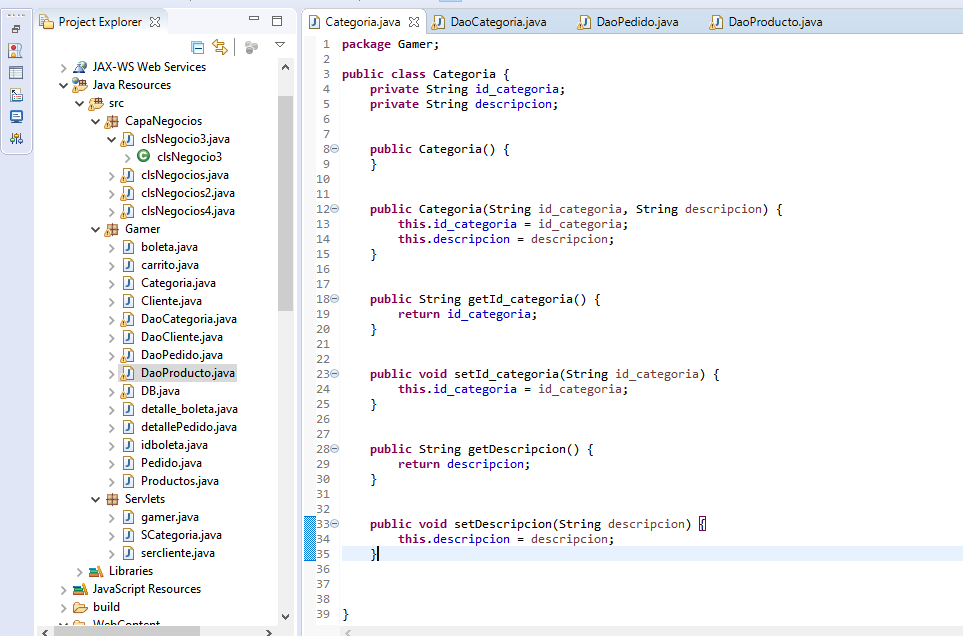 Project Explorer
JAX-WS Web Services
Java Resources
src
CapaNegocios
clsNegocio3.java
clsNegocio3
clsNegocios.java
clsNegocios2.java
clsNegocios4.java
Gamer
boleta.java
carrito.java
Categoria.java
Cliente.java
DaoCategoria.java
DaoCliente.java
DaoPedido.java
DaoProducto.java
DB.java
detalle_boleta.java
detallePedido.java
idboleta.java
Pedido.java
Productos.java
Servlets
gamer.java
SCategoria.java
sercliente.java
Libraries
JavaScript Resources
build
WebContent
Categoria.java DaoCategoria.java DaoPedido.java DaoProducto.java
1 package Gamer;
2
3 public class Categoria {
4 private String id_categoria;
5 private String descripcion;
6
7
8 public Categoria() {
9 }
10
11
12 public Categoria(String id_categoria, String descripcion) {
13 this.id_categoria = id_categoria;
14 this.descripcion = descripcion;
15 }
16
17
18 public String getId_categoria() {
19 return id_categoria;
20 }
21
22
23 public void setId_categoria(String id_categoria) {
24 this.id_categoria = id_categoria;
25 }
26
27
28 public String getDescripcion() {
29 return descripcion;
30 }
31
32
33 public void setDescripcion(String descripcion) {
34 this.descripcion = descripcion;
35 }
36
37
38
39 }